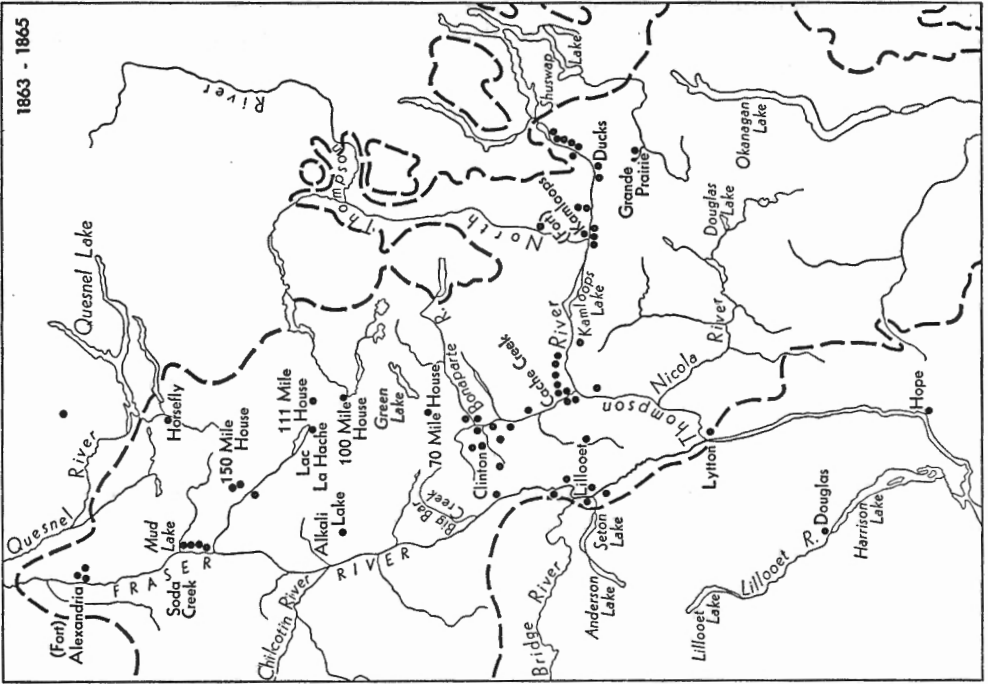 1863 - 1865
Quesnel Lake
Quesnel River
Horsefly
150 Mile
House
111 Mile
House
Lac
La Hache
100 Mile
House
Green
Lake
70 Mile House
Mud
Lake
Soda
Creek
(Fort)
Alexandria
FRASER RIVER
Alkali
Lake
Chilcotin River
Big Bar
Creek
Clinton
Bonaparte R.
Cache Creek
North Thompson River
(Fort)
Kamloops
Kamloops
Lake
Ducks
Shuswap
Lake
Grande
Prairie
Okanagan
Lake
Douglas
Lake
Nicola River
Thompson River
Lytton
Lillooet
Seton
Lake
Anderson
Lake
Bridge River
Lillooet
Lake
Lillooet R.
Douglas
Harrison
Lake
Hope